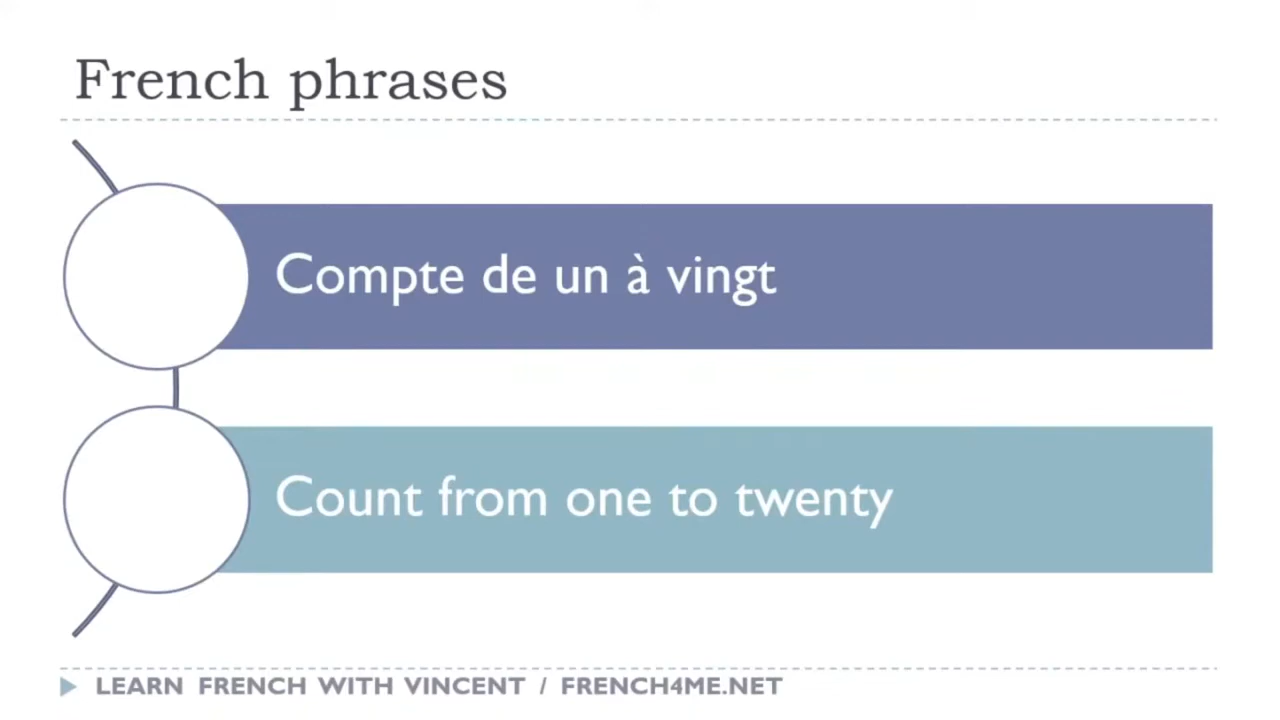 French phrases
Compte de un à vingt
Count from one to twenty
LEARN FRENCH WITH VINCENT / FRENCH4ME.NET